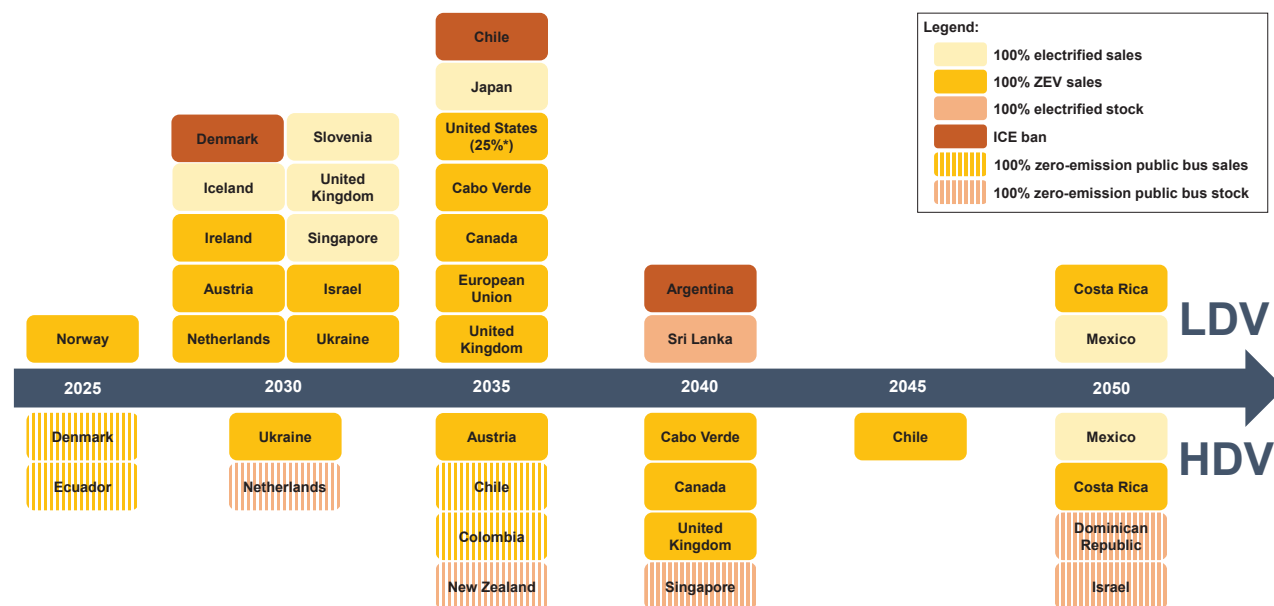 Legend:
100% electrified sales
100% ZEV sales
100% electrified stock
ICE ban
100% zero-emission public bus sales
100% zero-emission public bus stock
Chile
Japan
United States
(25%*)
Cabo Verde
Canada
European
Union
United
Kingdom
Denmark
Slovenia
Iceland
United
Kingdom
Ireland
Singapore
Austria
Israel
Netherlands
Ukraine
Norway
Argentina
Sri Lanka
Costa Rica
Mexico
LDV
2025
2030
2035
2040
2045
2050
HDV
Denmark
Ecuador
Ukraine
Netherlands
Austria
Chile
Colombia
New Zealand
Cabo Verde
Canada
United
Kingdom
Singapore
Chile
Mexico
Costa Rica
Dominican
Republic
Israel